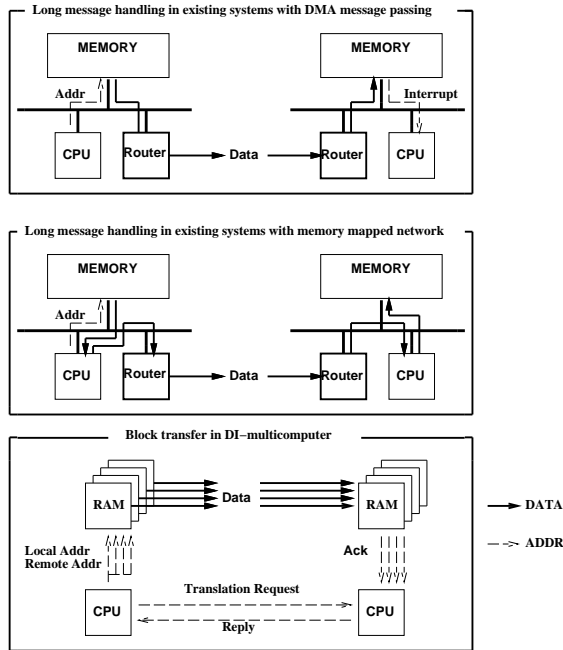 Long message handling in existing systems with DMA message passing
MEMORY
MEMORY
Addr
Interrupt
CPU
Router
Data
Router
CPU
Long message handling in existing systems with memory mapped network
MEMORY
MEMORY
Addr
CPU
Router
Data
Router
CPU
Block transfer in DI−multicomputer
RAM
Data
RAM
DATA
Local Addr
Remote Addr
Ack
ADDR
Translation Request
CPU
CPU
Reply